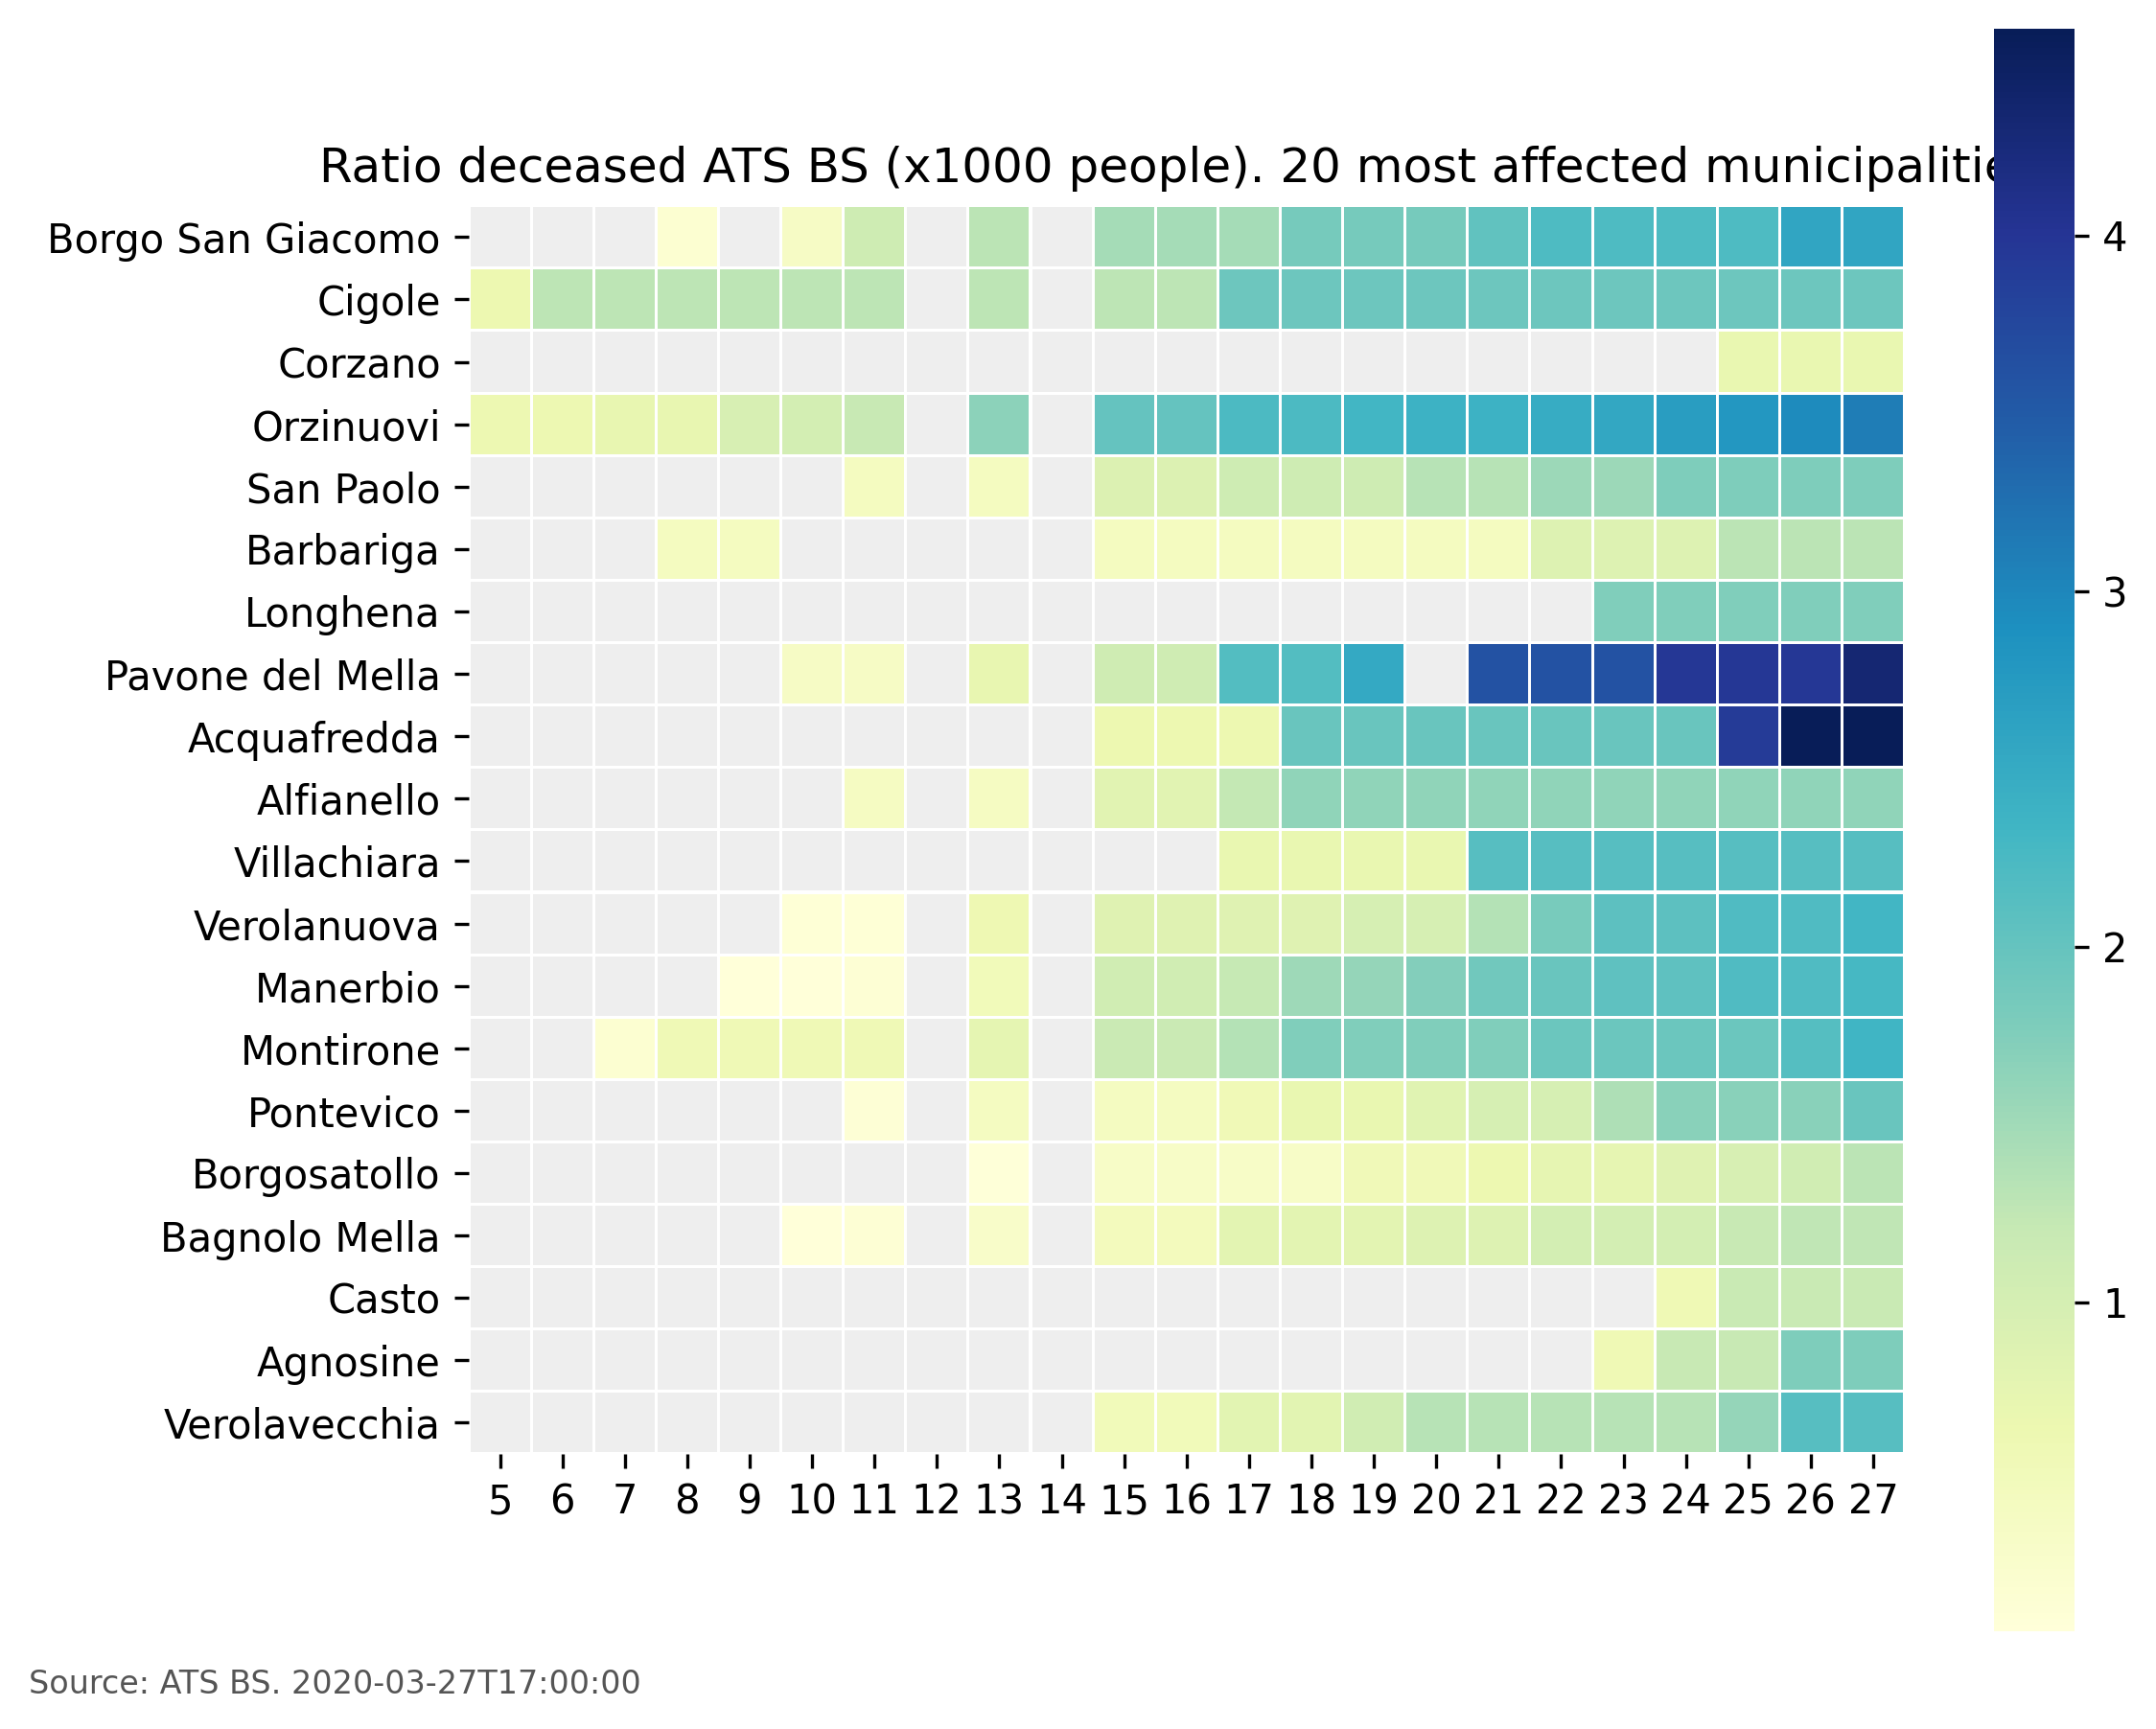 Ratio deceased ATS BS (x1000 people). 20 most affected municipalitie
Borgo San Giacomo
Cigole
Corzano
Orzinuovi
San Paolo
Barbariga
Longhena
Pavone del Mella
Acquafredda
Alfianello
Villachiara
Verolanuova
Manerbio
Montirone
Pontevico
Borgosatollo
Bagnolo Mella
Casto
Agnosine
Verolavecchia
5 6 7 8 9 10 11 12 13 14 15 16 17 18 19 20 21 22 23 24 25 26 27
4
3
2
1
Source: ATS BS. 2020-03-27T17:00:00